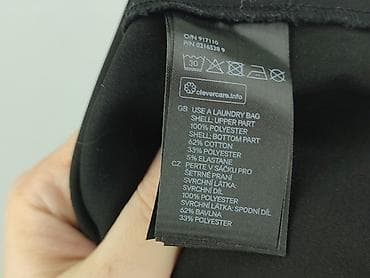 O/N 917110
P/N 0216538 9
30
clevercare.info
GB USE A LAUNDRY BAG
SHELL: UPPER PART
100% POLYESTER
SHELL: BOTTOM PART
62% COTTON
33% POLYESTER
5% ELASTANE
CZ PERTE V SÁČKU PRO
ŠETRNÉ PRANÍ
SVRCHNÍ LÁTKA:
SVRCHNÍ DÍL
100% POLYESTER
SVRCHNÍ LÁTKA: SPODNÍ DÍL
62% BAVLNA
33% POLYESTER